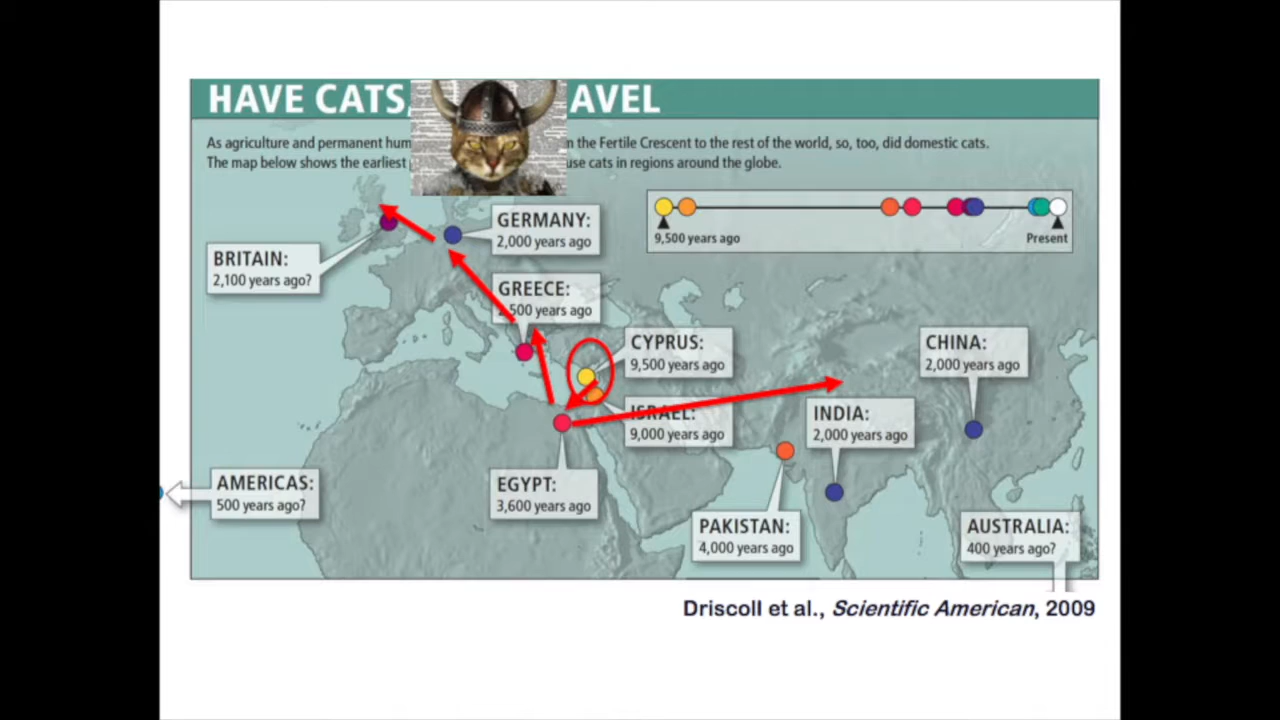 HAVE CATS, AVEL
As agriculture and permanent hum n the Fertile Crescent to the rest of the world, so, too, did domestic cats.
The map below shows the earliest use cats in regions around the globe.
9,500 years ago
Present
GERMANY:
2,000 years ago
BRITAIN:
2,100 years ago?
GREECE:
2,500 years ago
CYPRUS:
9,500 years ago
CHINA:
2,000 years ago
ISRAEL:
9,000 years ago
INDIA:
2,000 years ago
AMERICAS:
500 years ago?
EGYPT:
3,600 years ago
PAKISTAN:
4,000 years ago
AUSTRALIA:
400 years ago?
Driscoll et al., Scientific American, 2009